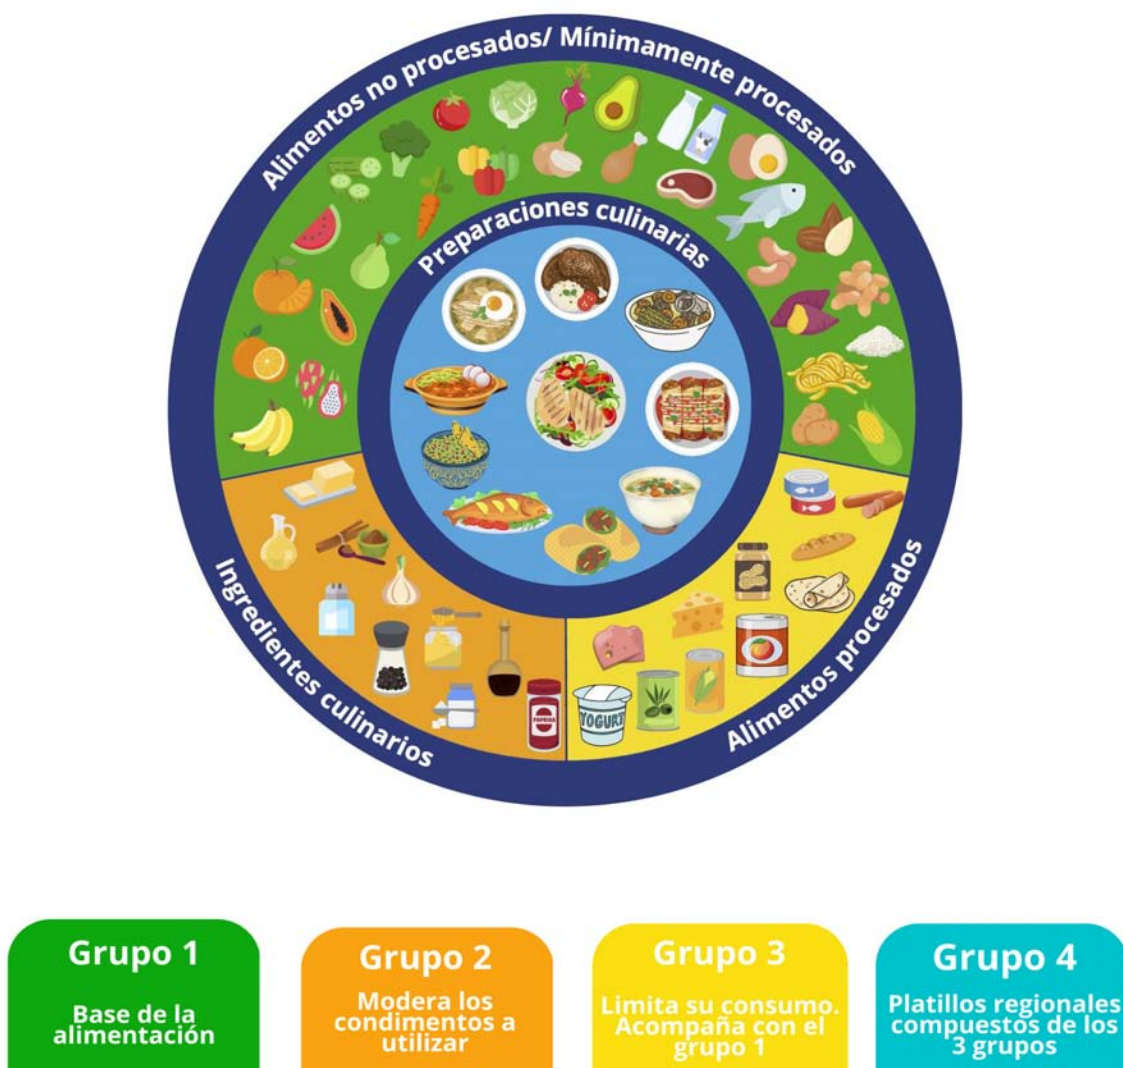 Alimentos no procesados/ Mínimamente procesados
Preparaciones culinarias
Ingredientes culinarios
Alimentos procesados
YOGURT
PAPRIKA
Grupo 1
Base de la
alimentación
Grupo 2
Modera los
condimentos a
utilizar
Grupo 3
Limita su consumo.
Acompaña con el
grupo 1
Grupo 4
Platillos regionales
compuestos de los
3 grupos